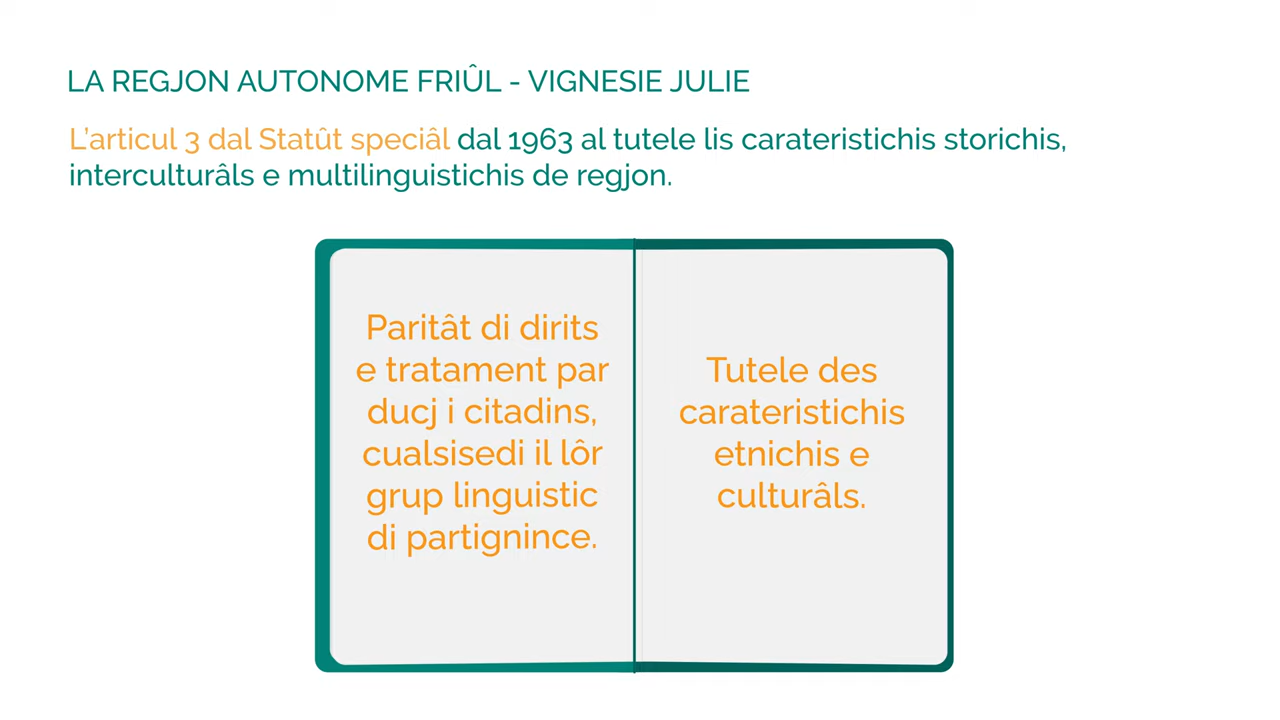 LA REGJON AUTONOME FRIÛL - VIGNESIE JULIE
L'articul 3 dal Statût speciâl dal 1963 al tutele lis carateristichis storichis,
interculturâls e multilinguistichis de regjon.
Paritât di dirits
e tratament par
ducj i citadins,
cualsisedi il lôr
grup linguistic
di partignince.
Tutele des
carateristichis
etnichis e
culturâls.